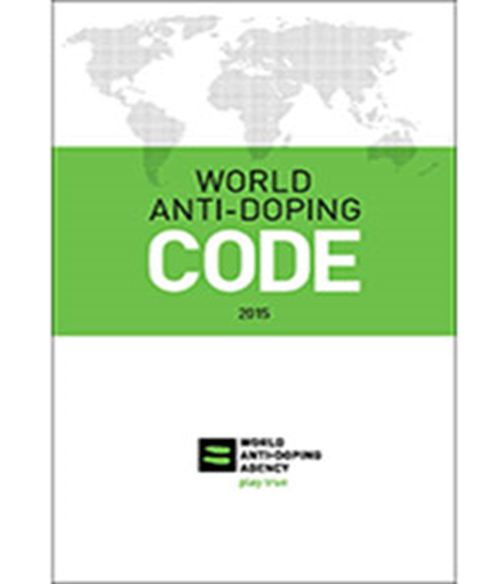 WORLD
ANTI-DOPING
CODE
2015
WORLD
ANTI-DOPING
AGENCY
play true